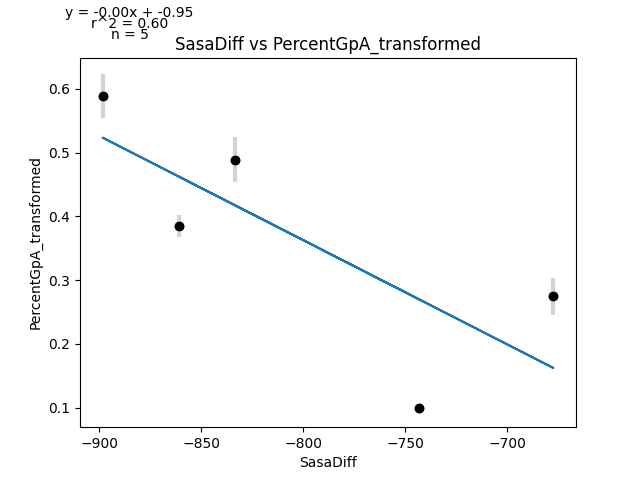 y = -0.00x + -0.95
r^2 = 0.60
n = 5
SasaDiff vs PercentGpA_transformed
PercentGpA_transformed
0.6
0.5
0.4
0.3
0.2
0.1
−900
−850
−800
−750
−700
SasaDiff